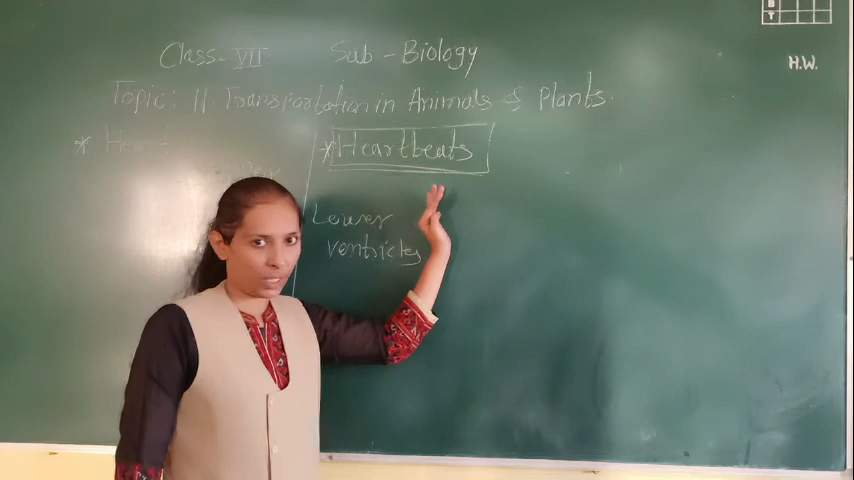 B
T
H.W.
Class - VII Sub - Biology
Topic: 11. Transportation in Animals & Plants.
* Heart
* Heartbeats
Lower
ventricles